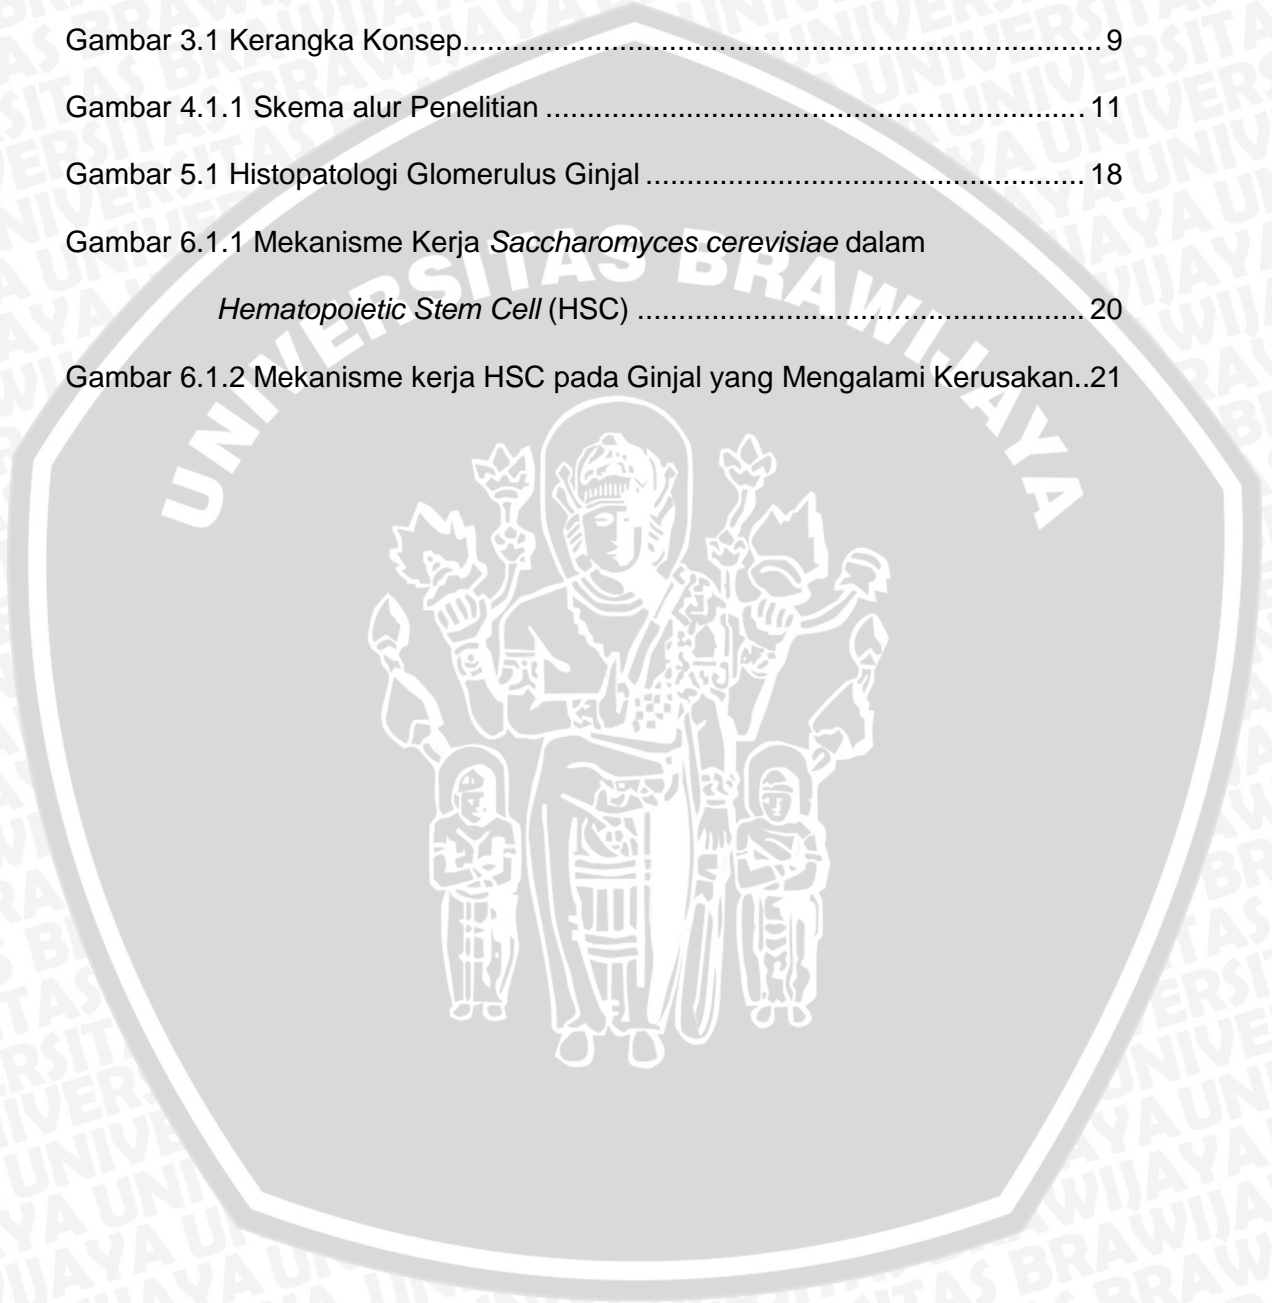 Gambar 3.1 Kerangka Konsep.............................................................................. 9
Gambar 4.1.1 Skema alur Penelitian .................................................................. 11
Gambar 5.1 Histopatologi Glomerulus Ginjal ...................................................... 18
Gambar 6.1.1 Mekanisme Kerja Saccharomyces cerevisiae dalam
Hematopoietic Stem Cell (HSC) ....................................................... 20
Gambar 6.1.2 Mekanisme kerja HSC pada Ginjal yang Mengalami Kerusakan..21
UNIVERSITAS BRAWIJAYA